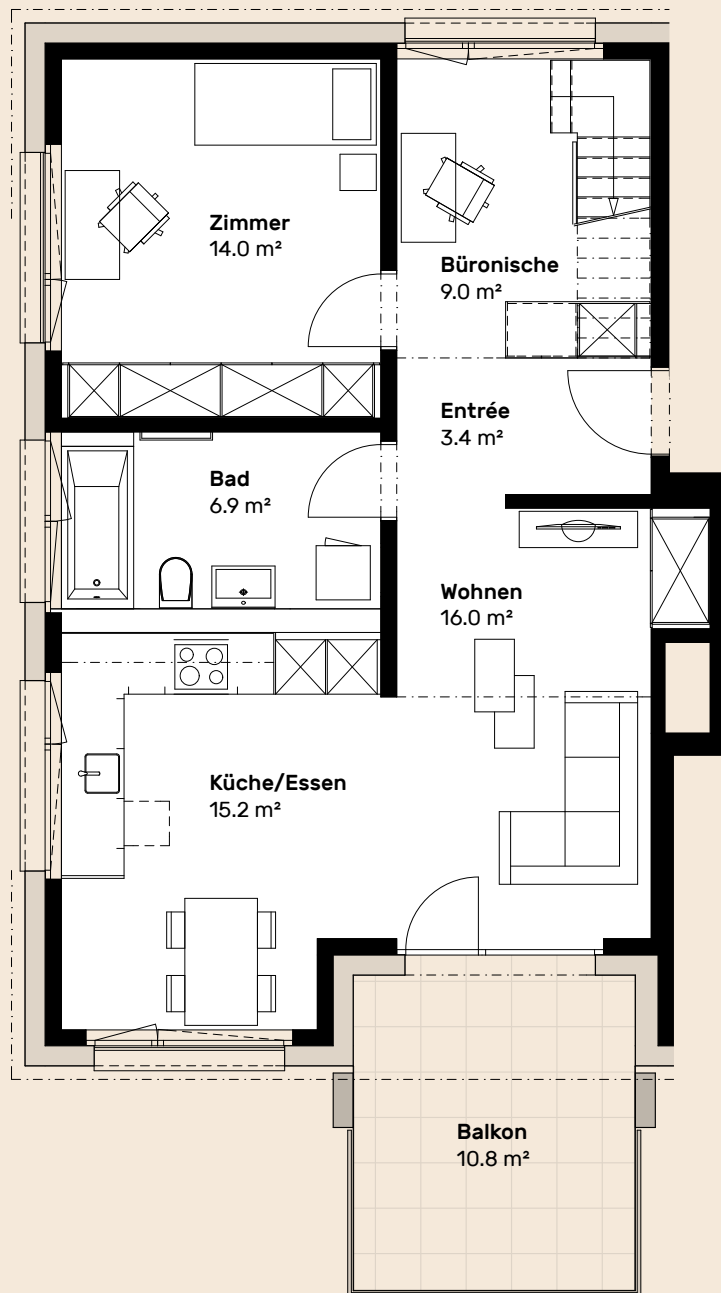 Zimmer
14.0 m²
Büronische
9.0 m²
Entrée
3.4 m²
Bad
6.9 m²
Wohnen
16.0 m²
Küche/Essen
15.2 m²
Balkon
10.8 m²